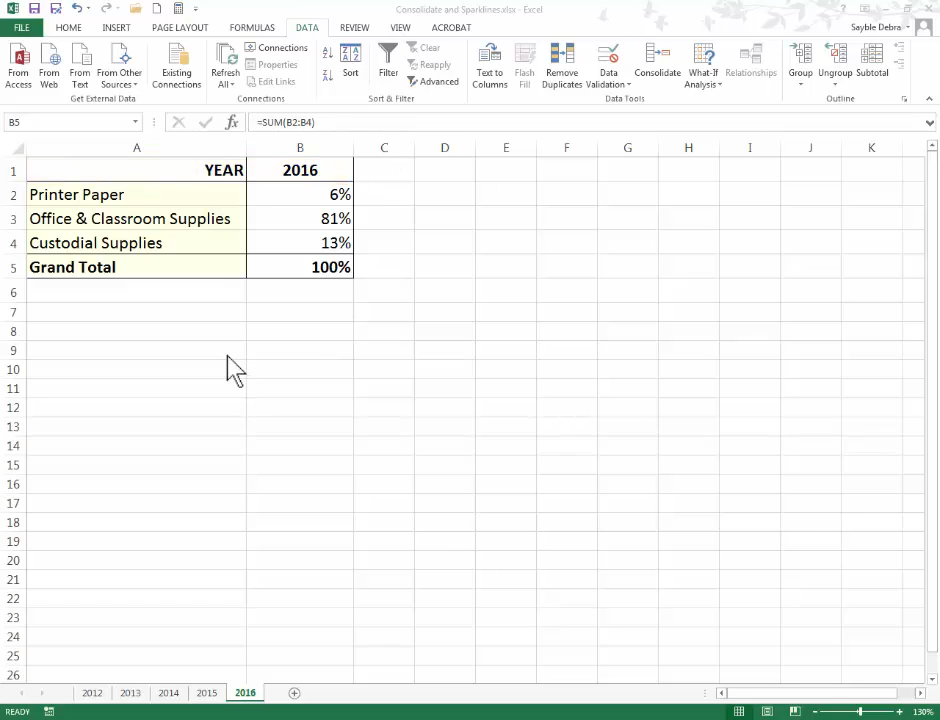 Consolidate and Sparklines.xlsx - Excel
FILE HOME INSERT PAGE LAYOUT FORMULAS DATA REVIEW VIEW ACROBAT Sayble Debra
From Access
From Web
From Text
From Other Sources
Get External Data
Existing Connections
Refresh All
Connections
Properties
Edit Links
Connections
Sort
Filter
Clear
Reapply
Advanced
Sort & Filter
Text to Columns
Flash Fill
Remove Duplicates
Data Validation
Consolidate
What-If Analysis
Relationships
Data Tools
Group
Ungroup
Subtotal
Outline
B5 fx =SUM(B2:B4)
A B C D E F G H I J K
1 YEAR 2016
2 Printer Paper 6%
3 Office & Classroom Supplies 81%
4 Custodial Supplies 13%
5 Grand Total 100%
6
7
8
9
10
11
12
13
14
15
16
17
18
19
20
21
22
23
24
25
26
2012 2013 2014 2015 2016
READY 130%